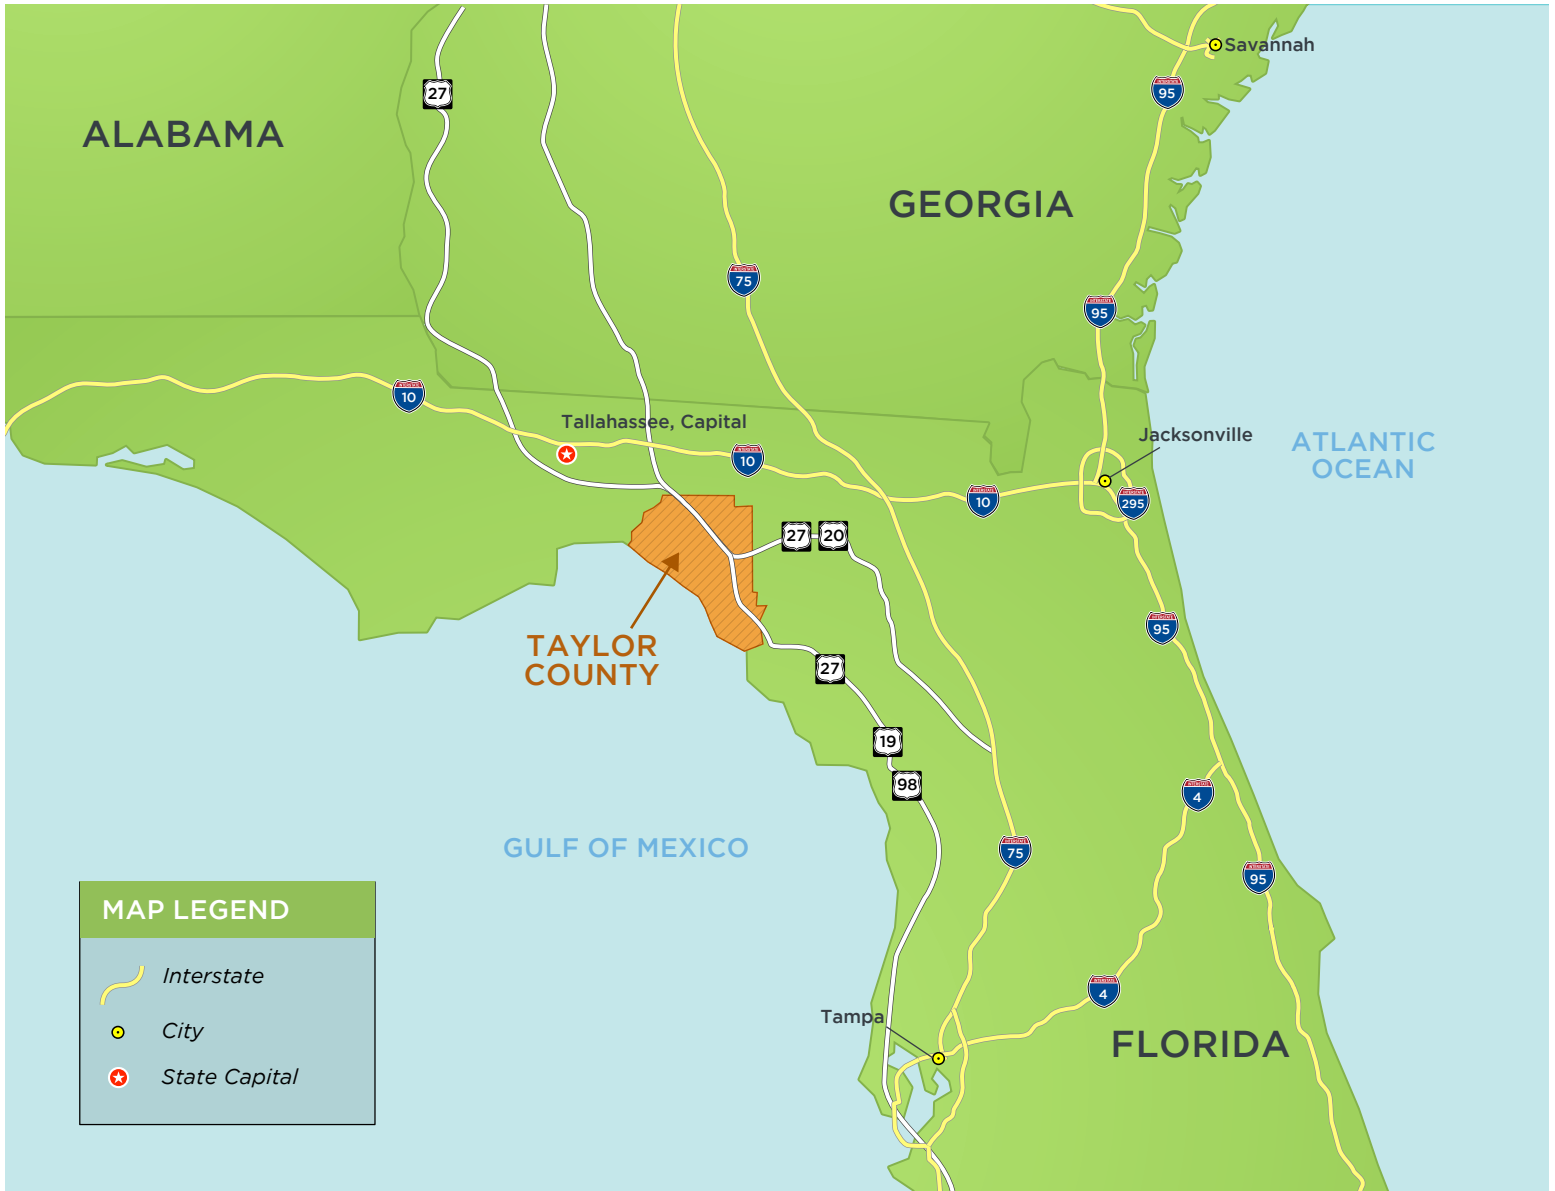 Savannah
27
95
ALABAMA
GEORGIA
75
95
10
Tallahassee, Capital
10
Jacksonville
ATLANTIC
OCEAN
10
295
27
20
95
TAYLOR
COUNTY
27
19
98
4
GULF OF MEXICO
75
95
MAP LEGEND
Interstate
City
State Capital
4
Tampa
FLORIDA